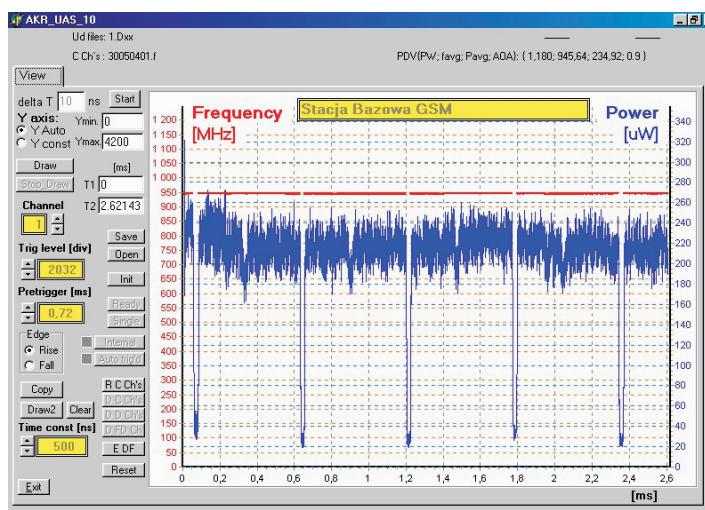 AKR_UAS_10
Ud files: 1.Dxx
C Ch's : 30050401.f
PDV(PW; favg; Pavg; AOA): { 1,180; 945,64; 234,92; 0.9 }
View
delta T 10 ns Start
Y axis: Ymin. 0
Y Auto
Y const Ymax. 4200
Draw [ms]
Stop_Draw T1 0
Channel T2 2.62143
1
Save
Trig level [div] Open
2032 Init
Pretrigger [ms]
0,72 Ready
Single
Edge
Rise Internal
Fall Auto trig'd
Copy R C Ch's
D C Ch's
Draw2 Clear D D Ch's
Time const [ns] D FD Ch
500 E DF
Reset
Exit
Frequency
[MHz]
Stacja Bazowa GSM
Power
[uW]
1 200
1 150
1 100
1 050
1 000
950
900
850
800
750
700
650
600
550
500
450
400
350
300
250
200
150
100
50
0
340
320
300
280
260
240
220
200
180
160
140
120
100
80
60
40
20
0
0 0,2 0,4 0,6 0,8 1 1,2 1,4 1,6 1,8 2 2,2 2,4 2,6
[ms]